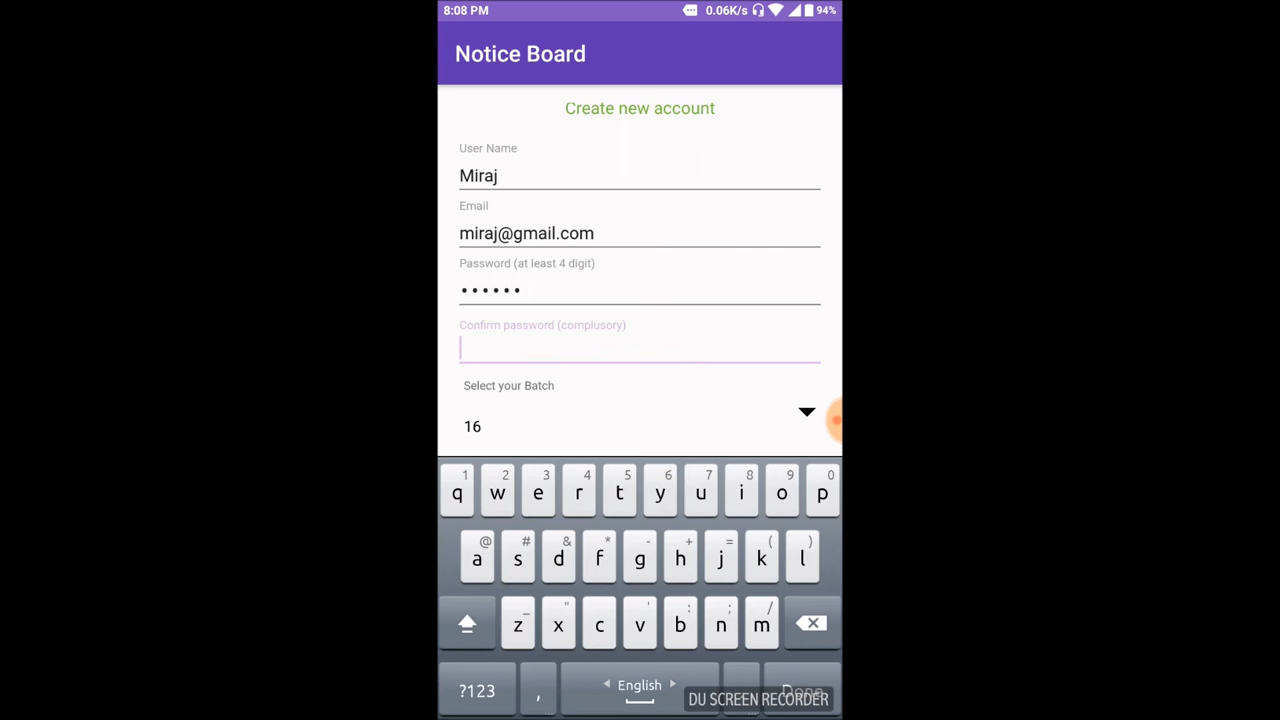 8:08 PM 0.06K/s 94%
Notice Board
Create new account
User Name
Miraj
Email
miraj@gmail.com
Password (at least 4 digit)
••••••
Confirm password (complusory)
Select your Batch
16
1 2 3 4 5 6 7 8 9 0
q w e r t y u i o p
@ # & * - + = ( )
a s d f g h j k l
_ " ' : ; /
z x c v b n m
?123 , English Done
DU SCREEN RECORDER